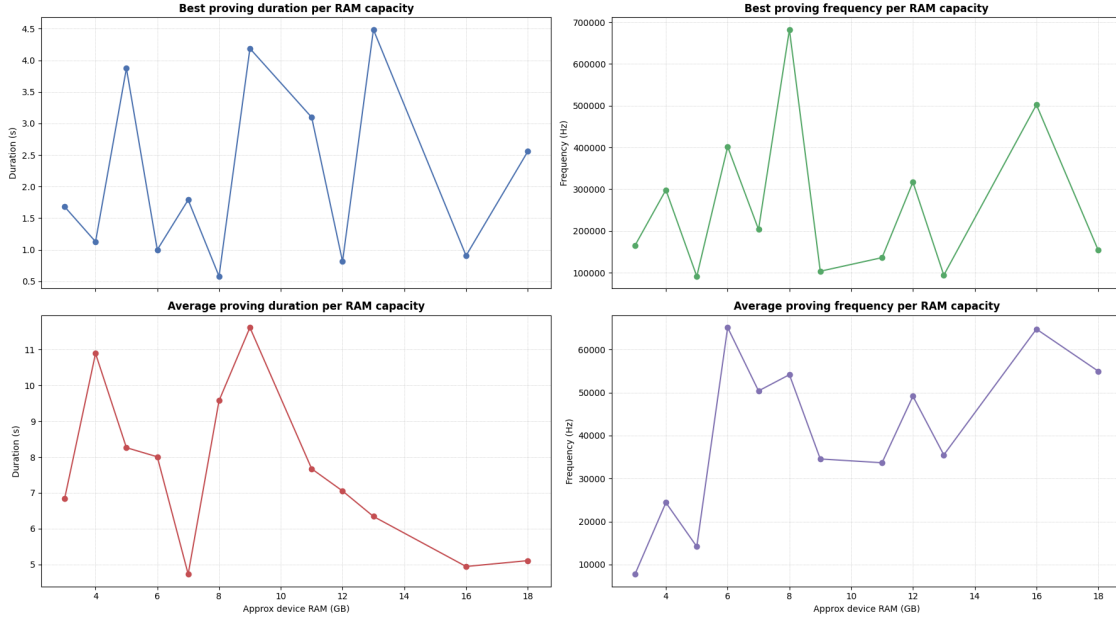 Best proving duration per RAM capacity
Duration (s)
4.5
4.0
3.5
3.0
2.5
2.0
1.5
1.0
0.5
Best proving frequency per RAM capacity
Frequency (Hz)
700000
600000
500000
400000
300000
200000
100000
Average proving duration per RAM capacity
Duration (s)
11
10
9
8
7
6
5
4 6 8 10 12 14 16 18
Approx device RAM (GB)
Average proving frequency per RAM capacity
Frequency (Hz)
60000
50000
40000
30000
20000
10000
4 6 8 10 12 14 16 18
Approx device RAM (GB)